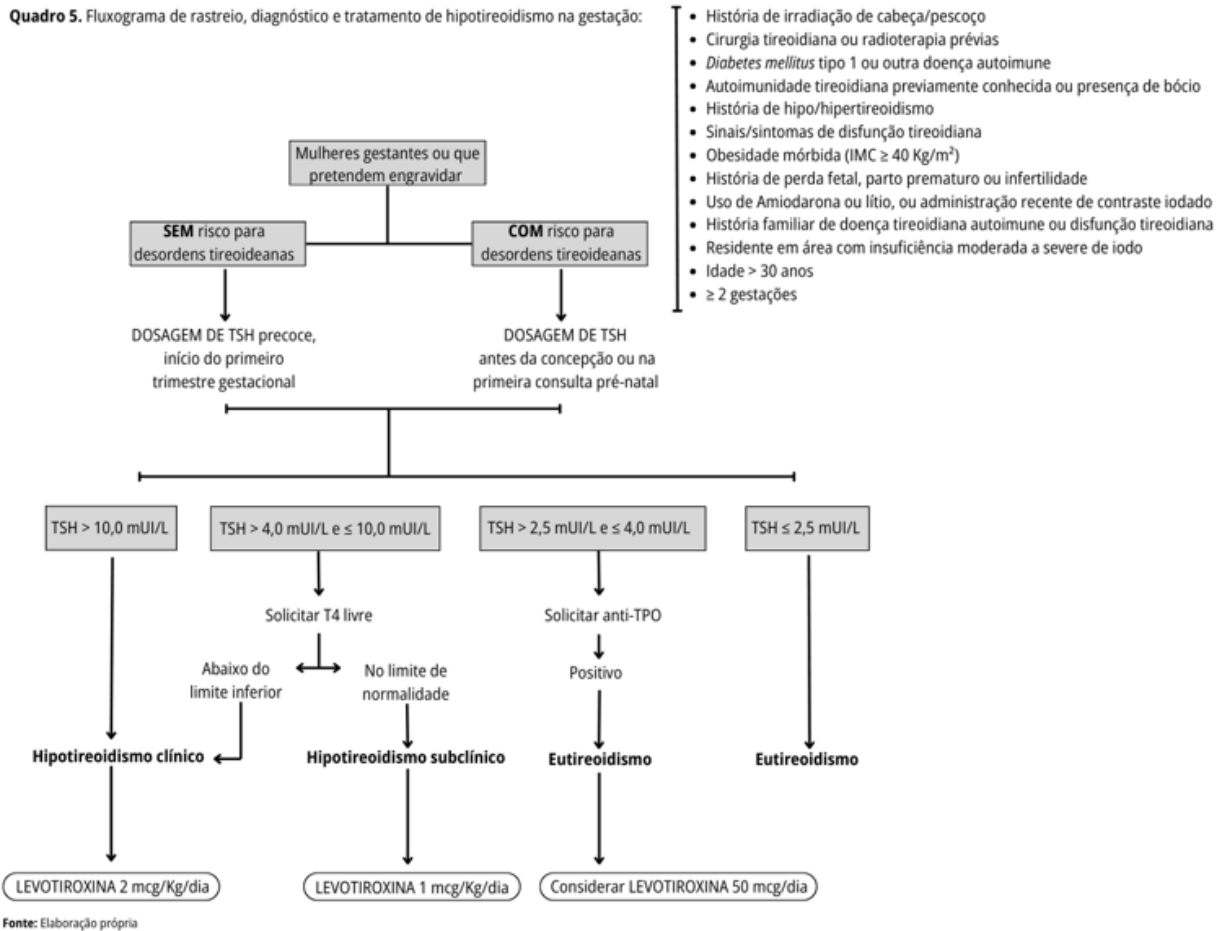 Quadro 5. Fluxograma de rastreio, diagnóstico e tratamento de hipotireoidismo na gestação:
• História de irradiação de cabeça/pescoço
• Cirurgia tireoidiana ou radioterapia prévias
• Diabetes mellitus tipo 1 ou outra doença autoimune
• Autoimunidade tireoidiana previamente conhecida ou presença de bócio
• História de hipo/hipertireoidismo
• Sinais/sintomas de disfunção tireoidiana
• Obesidade mórbida (IMC ≥ 40 Kg/m²)
• História de perda fetal, parto prematuro ou infertilidade
• Uso de Amiodarona ou lítio, ou administração recente de contraste iodado
• História familiar de doença tireoidiana autoimune ou disfunção tireoidiana
• Residente em área com insuficiência moderada a severe de iodo
• Idade > 30 anos
• ≥ 2 gestações
Mulheres gestantes ou que
pretendem engravidar
SEM risco para
desordens tireoideanas
COM risco para
desordens tireoideanas
DOSAGEM DE TSH precoce,
início do primeiro
trimestre gestacional
DOSAGEM DE TSH
antes da concepção ou na
primeira consulta pré-natal
TSH > 10,0 mUI/L
TSH > 4,0 mUI/L e ≤ 10,0 mUI/L
TSH > 2,5 mUI/L e ≤ 4,0 mUI/L
TSH ≤ 2,5 mUI/L
Solicitar T4 livre
Solicitar anti-TPO
Abaixo do
limite inferior
No limite de
normalidade
Positivo
Hipotireoidismo clínico
Hipotireoidismo subclínico
Eutireoidismo
Eutireoidismo
LEVOTIROXINA 2 mcg/Kg/dia
LEVOTIROXINA 1 mcg/Kg/dia
Considerar LEVOTIROXINA 50 mcg/dia
Fonte: Elaboração própria